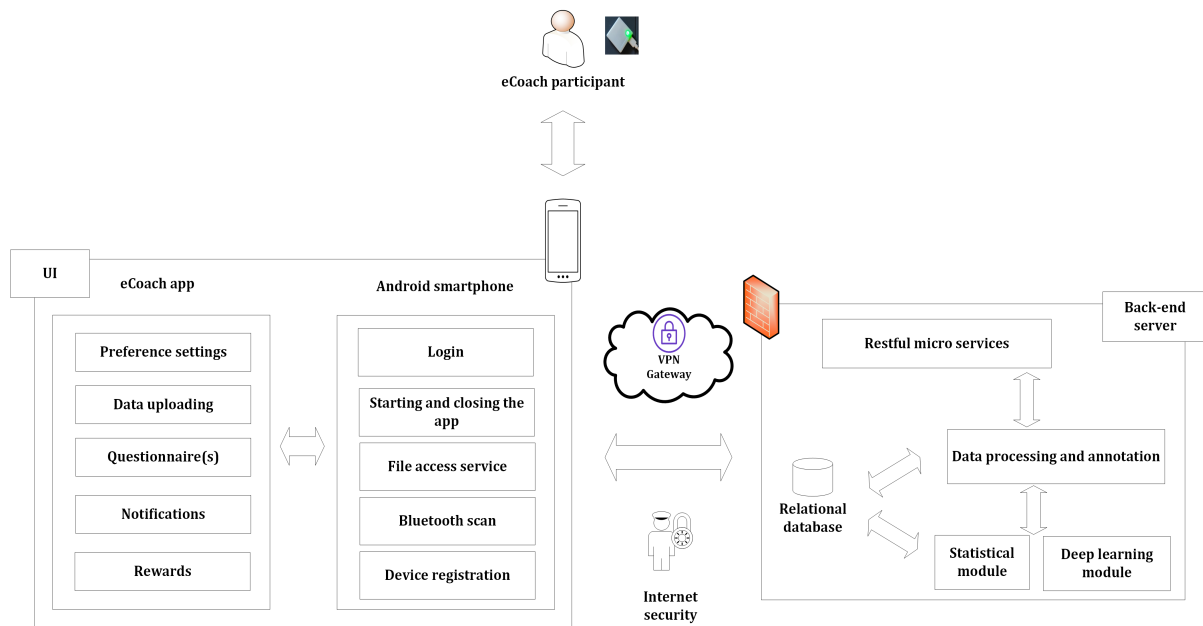 eCoach participant
UI
eCoach app
Android smartphone
Preference settings
Data uploading
Questionnaire(s)
Notifications
Rewards
Login
Starting and closing the
app
File access service
Bluetooth scan
Device registration
VPN
Gateway
Internet
security
Back-end
server
Restful micro services
Data processing and annotation
Relational
database
Statistical
module
Deep learning
module